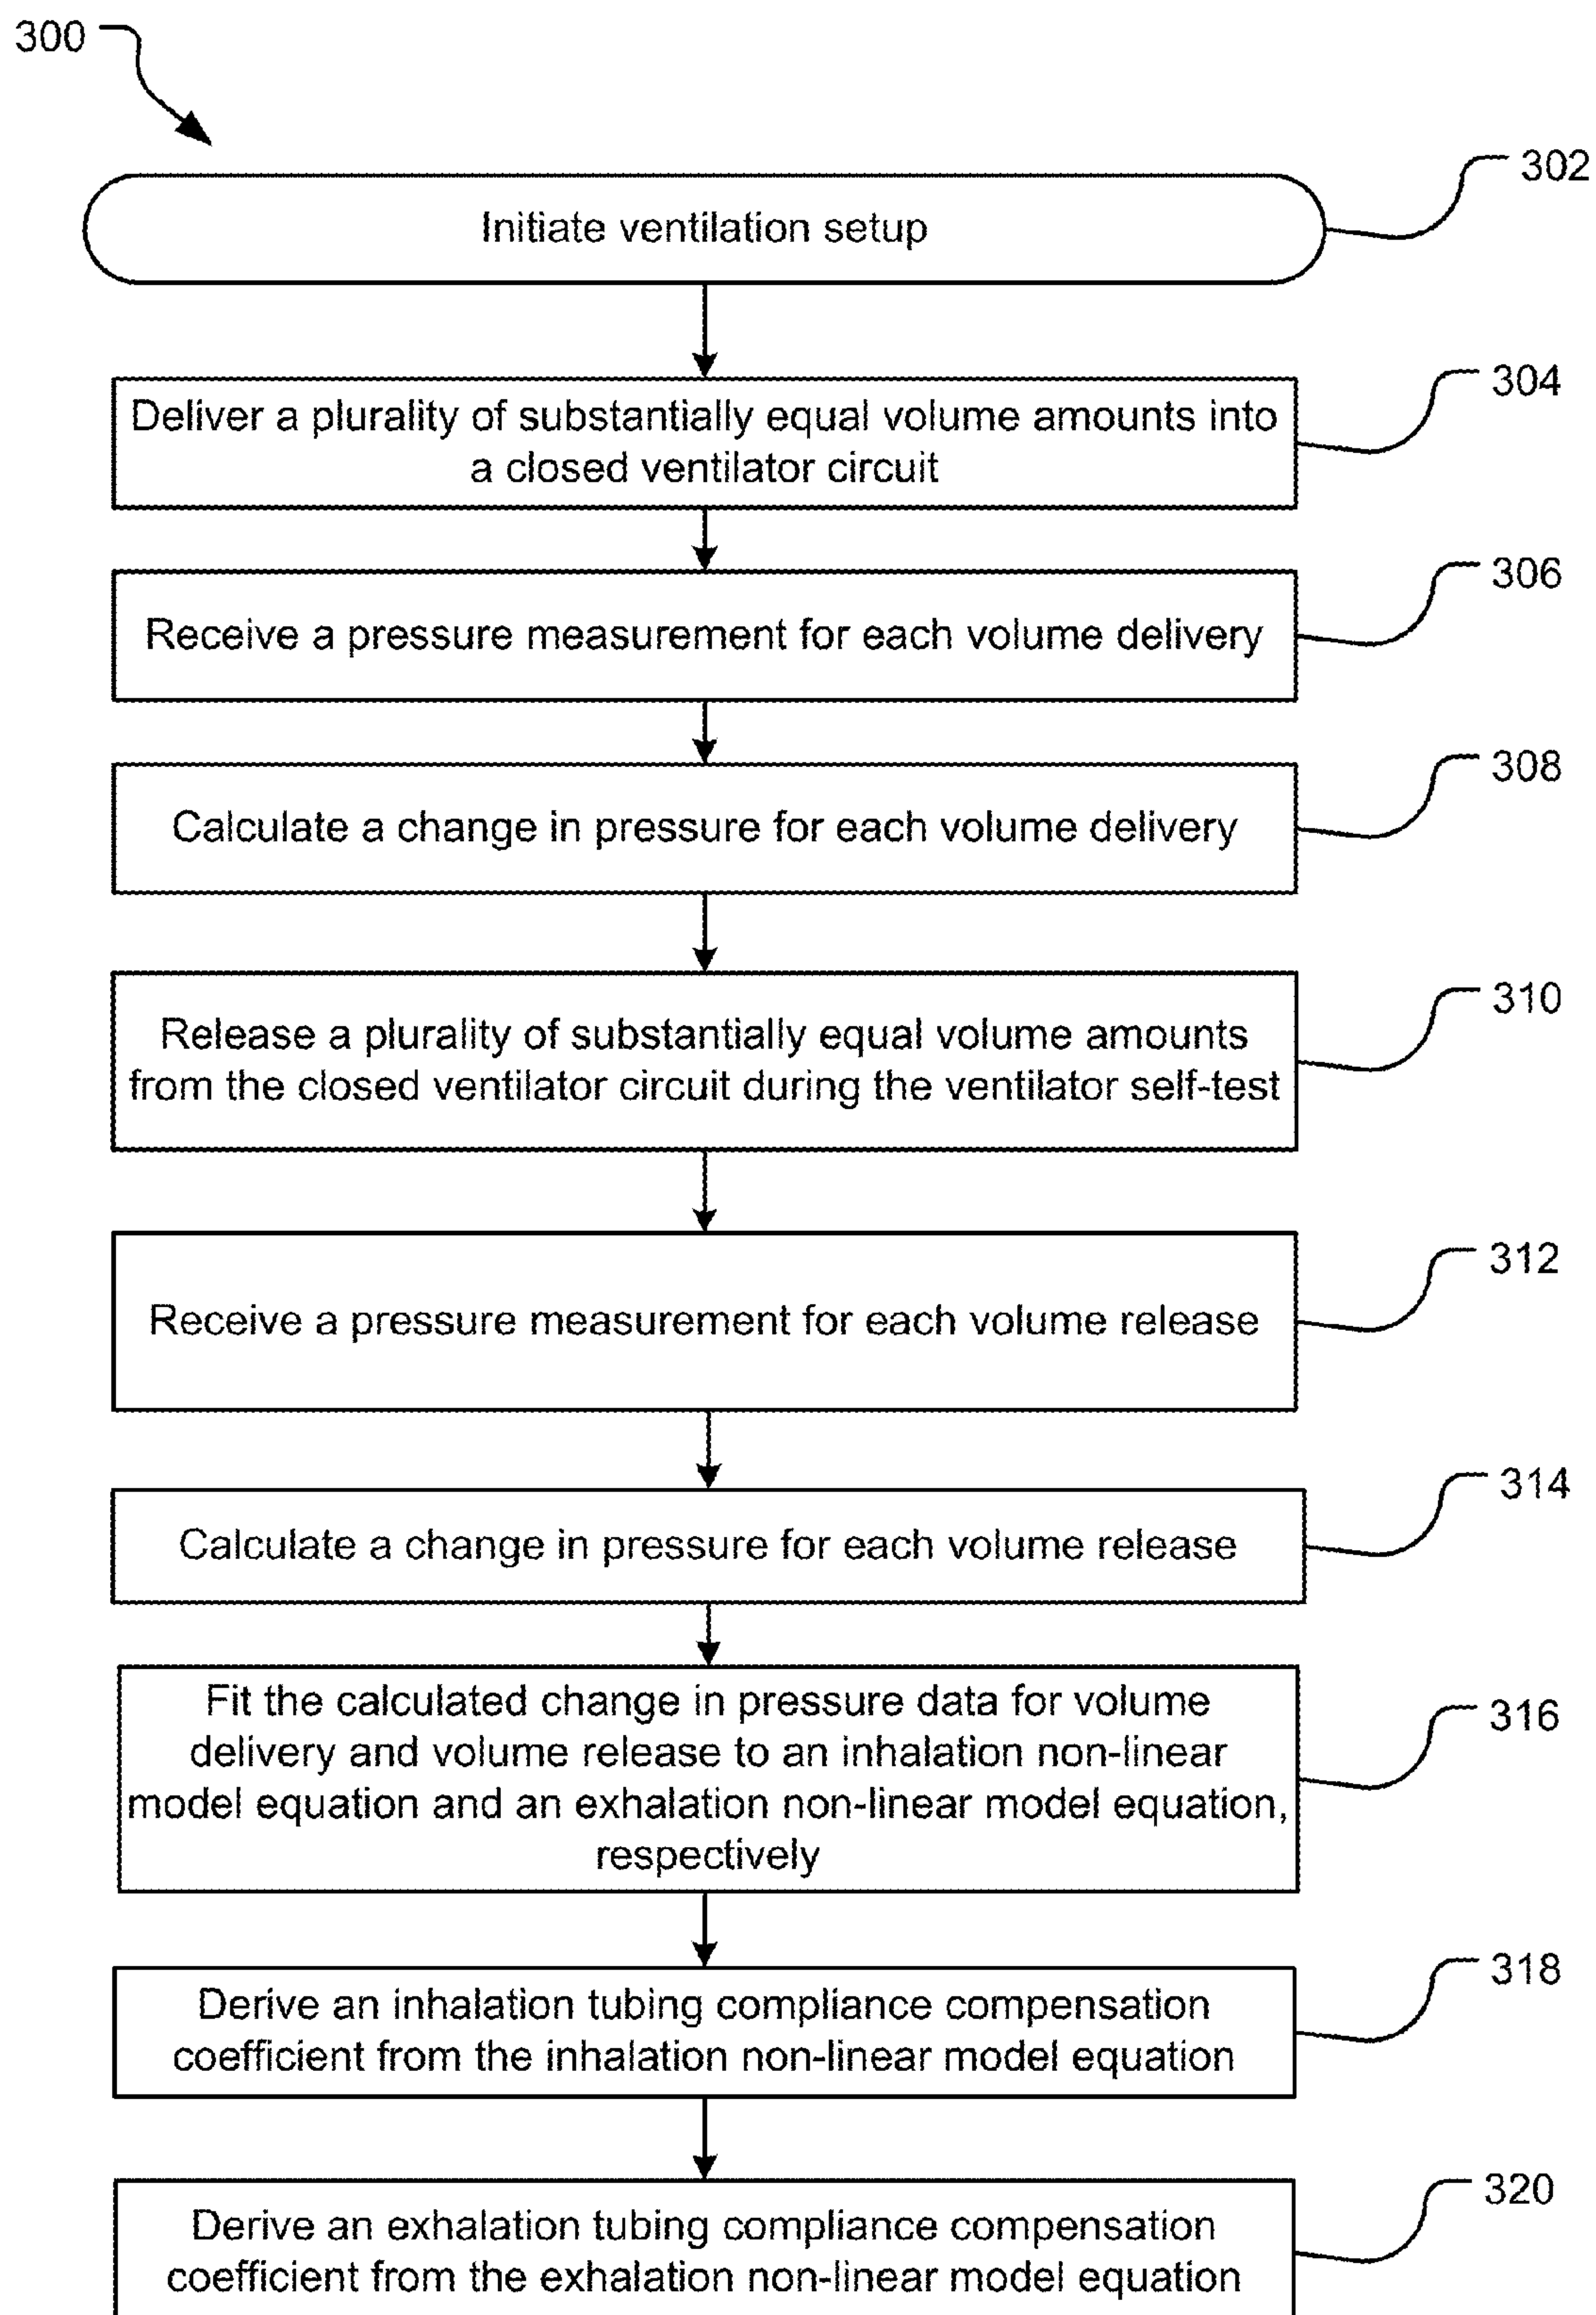 300
302
Initiate ventilation setup
304
Deliver a plurality of substantially equal volume amounts into
a closed ventilator circuit
306
Receive a pressure measurement for each volume delivery
308
Calculate a change in pressure for each volume delivery
310
Release a plurality of substantially equal volume amounts
from the closed ventilator circuit during the ventilator self-test
312
Receive a pressure measurement for each volume release
314
Calculate a change in pressure for each volume release
316
Fit the calculated change in pressure data for volume
delivery and volume release to an inhalation non-linear
model equation and an exhalation non-linear model equation,
respectively
318
Derive an inhalation tubing compliance compensation
coefficient from the inhalation non-linear model equation
320
Derive an exhalation tubing compliance compensation
coefficient from the exhalation non-linear model equation